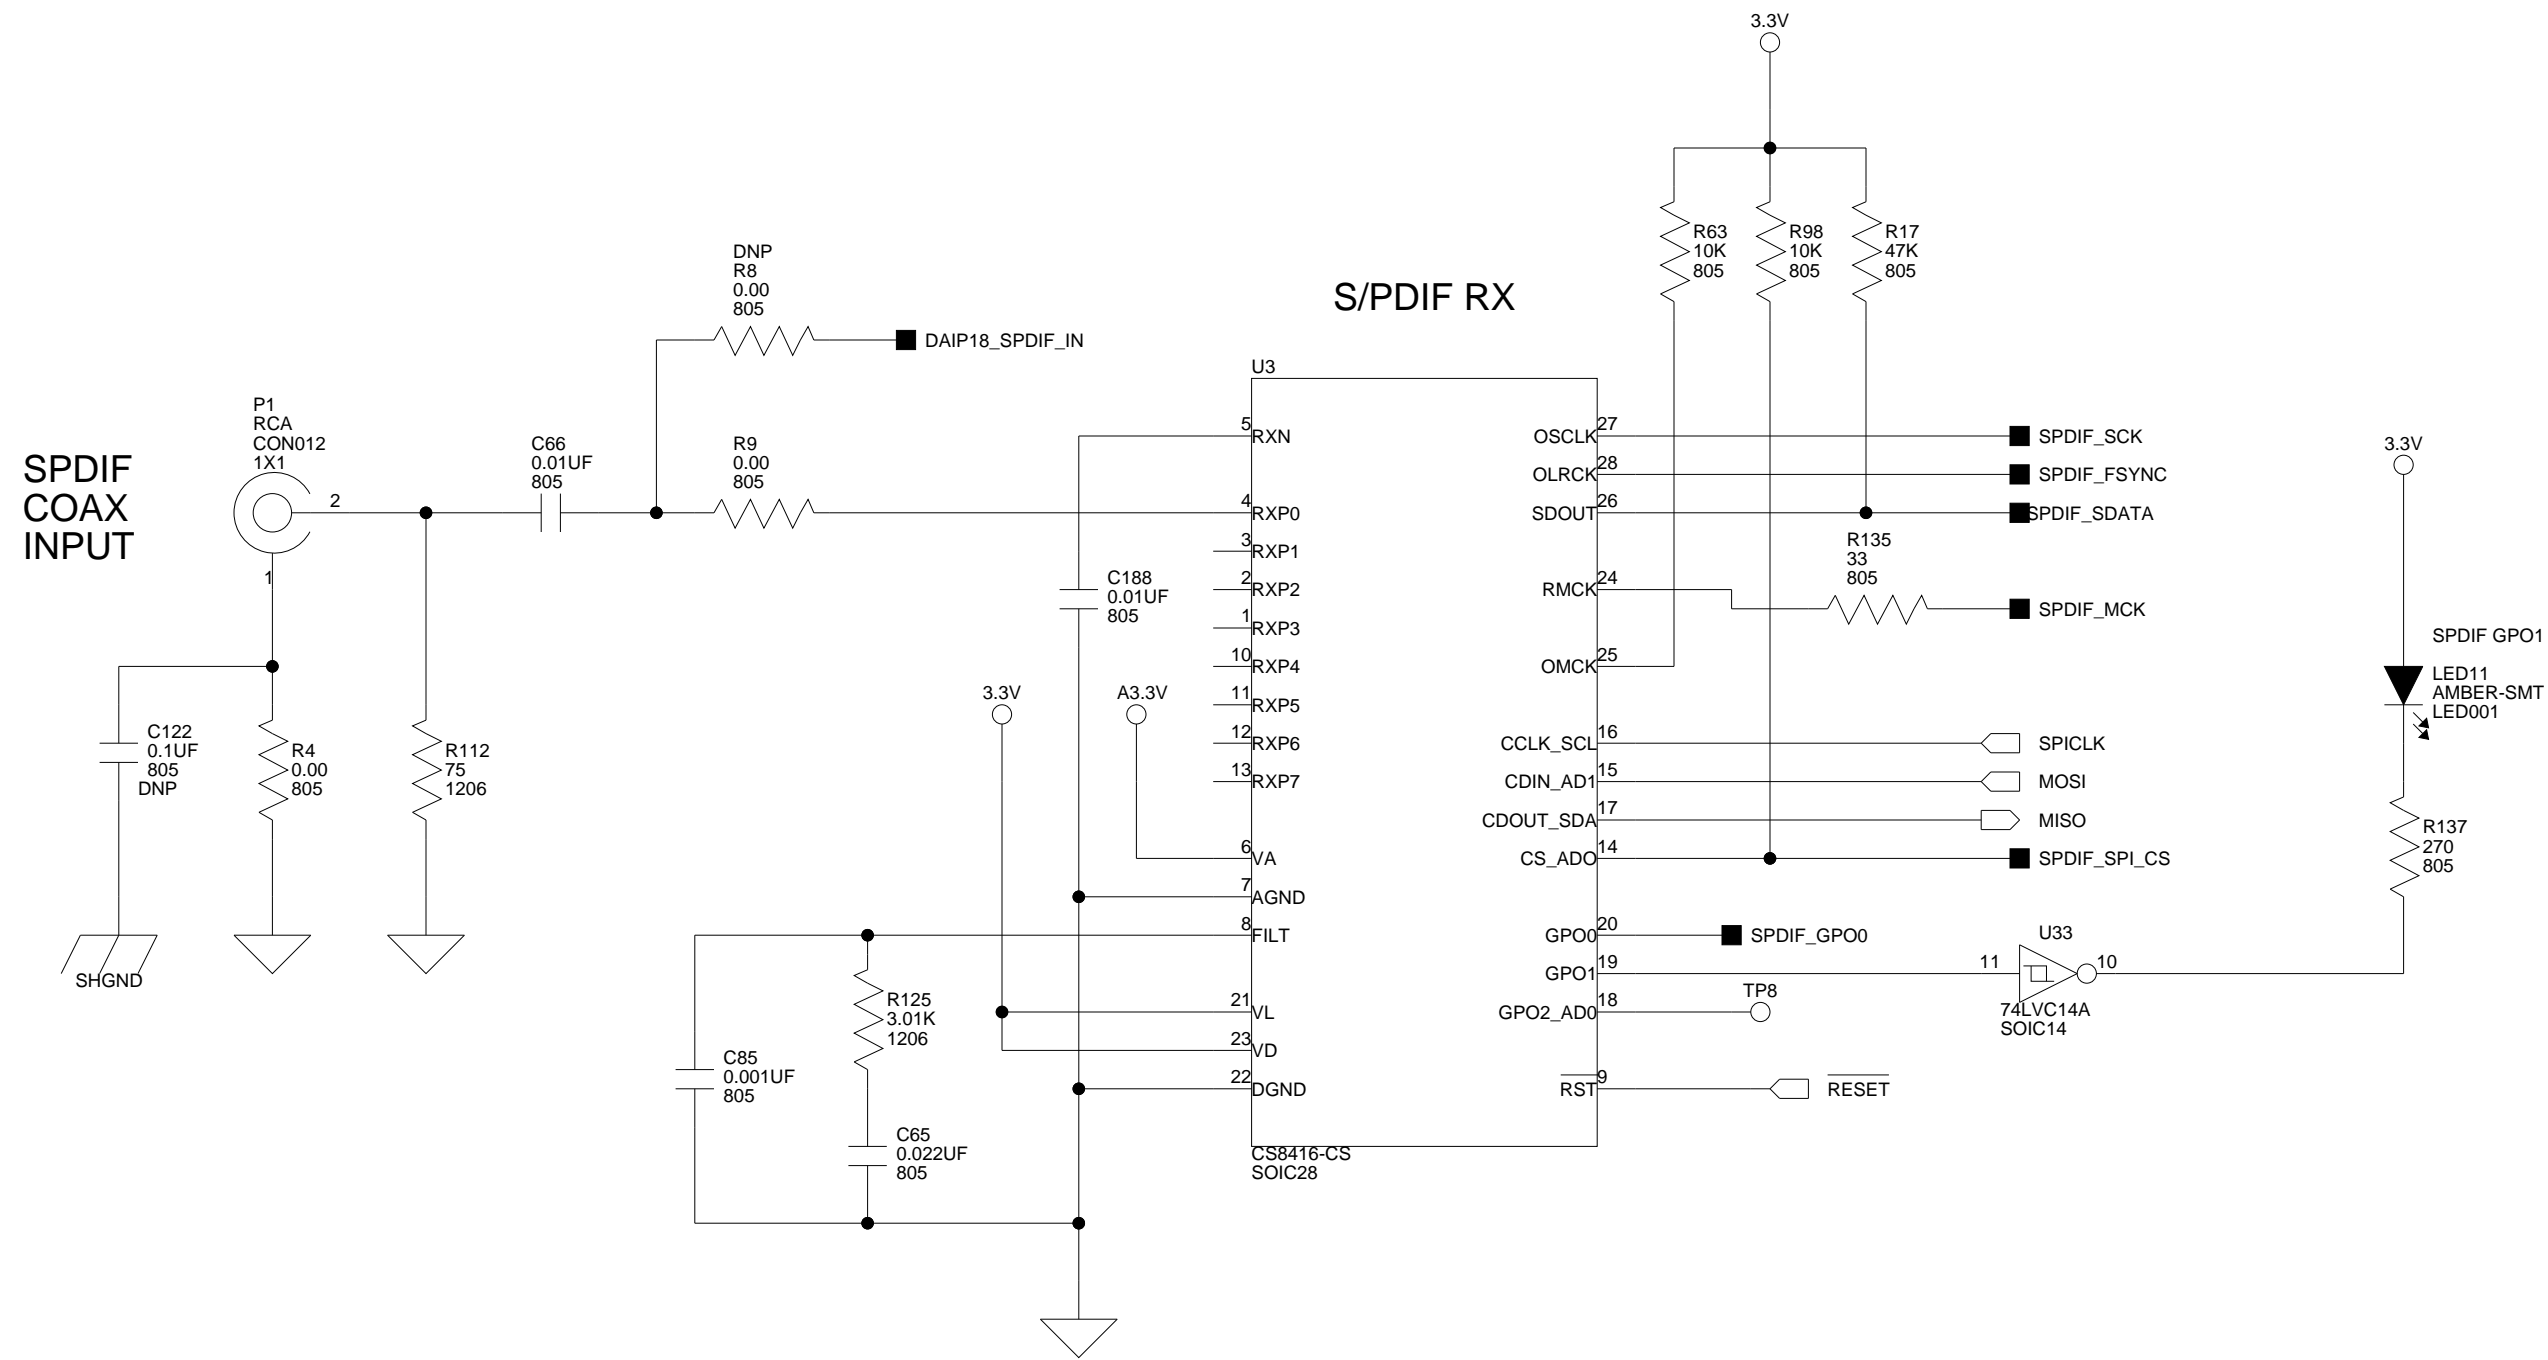 3.3V
R63
10K
805
R98
10K
805
R17
47K
805
DNP
R8
0.00
805
DAIP18_SPDIF_IN
S/PDIF RX
SPDIF
COAX
INPUT
P1
RCA
CON012
1X1
2
1
C66
0.01UF
805
R9
0.00
805
C122
0.1UF
805
DNP
R4
0.00
805
R112
75
1206
SHGND
C188
0.01UF
805
3.3V
A3.3V
R125
3.01K
1206
C85
0.001UF
805
C65
0.022UF
805
U3
5 RXN
4 RXP0
3 RXP1
2 RXP2
1 RXP3
10 RXP4
11 RXP5
12 RXP6
13 RXP7
6 VA
7 AGND
8 FILT
21 VL
23 VD
22 DGND
OSCLK 27 SPDIF_SCK
OLRCK 28 SPDIF_FSYNC
SDOUT 26 SPDIF_SDATA
R135
33
805
RMCK 24 SPDIF_MCK
OMCK 25
CCLK_SCL 16 SPICLK
CDIN_AD1 15 MOSI
CDOUT_SDA 17 MISO
CS_ADO 14 SPDIF_SPI_CS
GPO0 20 SPDIF_GPO0
GPO1 19
GPO2_AD0 18 TP8
RST 9 RESET
CS8416-CS
SOIC28
11
U33
10
74LVC14A
SOIC14
3.3V
SPDIF GPO1
LED11
AMBER-SMT
LED001
R137
270
805